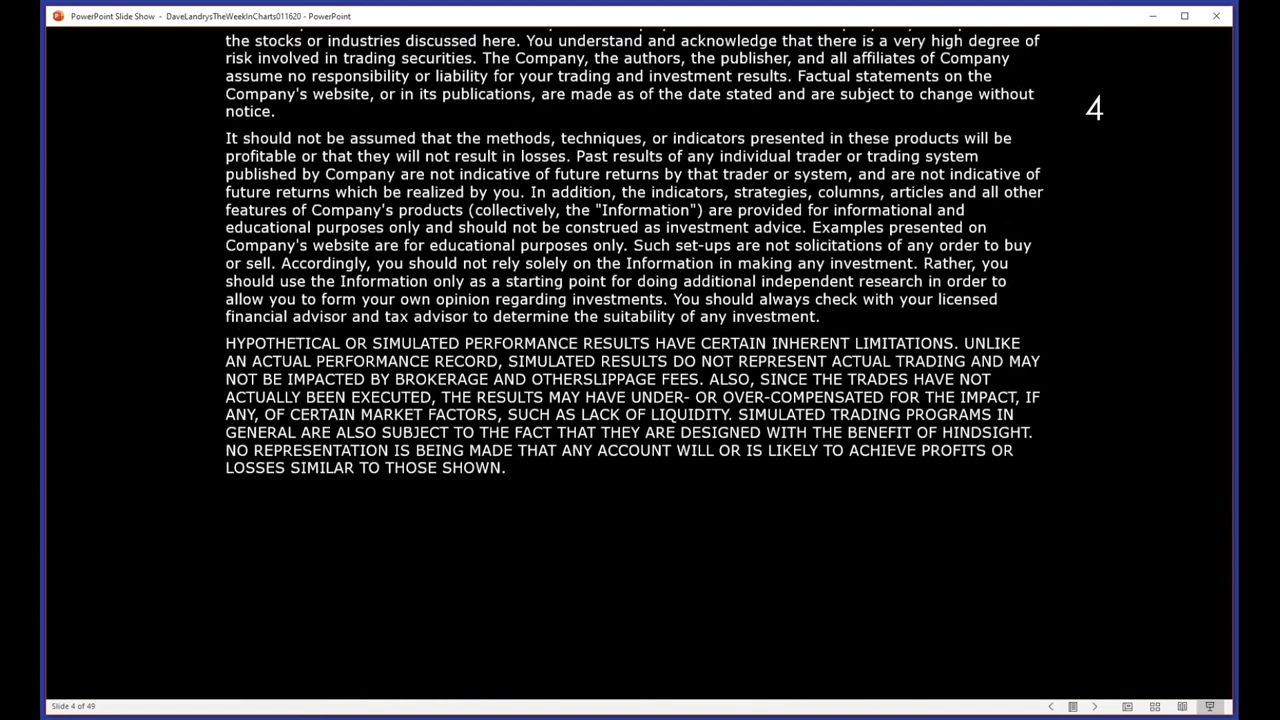 PowerPoint Slide Show - DaveLandrysTheWeekInCharts011620 - PowerPoint
the stocks or industries discussed here. You understand and acknowledge that there is a very high degree of
risk involved in trading securities. The Company, the authors, the publisher, and all affiliates of Company
assume no responsibility or liability for your trading and investment results. Factual statements on the
Company's website, or in its publications, are made as of the date stated and are subject to change without
notice.
4
It should not be assumed that the methods, techniques, or indicators presented in these products will be
profitable or that they will not result in losses. Past results of any individual trader or trading system
published by Company are not indicative of future returns by that trader or system, and are not indicative of
future returns which be realized by you. In addition, the indicators, strategies, columns, articles and all other
features of Company's products (collectively, the "Information") are provided for informational and
educational purposes only and should not be construed as investment advice. Examples presented on
Company's website are for educational purposes only. Such set-ups are not solicitations of any order to buy
or sell. Accordingly, you should not rely solely on the Information in making any investment. Rather, you
should use the Information only as a starting point for doing additional independent research in order to
allow you to form your own opinion regarding investments. You should always check with your licensed
financial advisor and tax advisor to determine the suitability of any investment.
HYPOTHETICAL OR SIMULATED PERFORMANCE RESULTS HAVE CERTAIN INHERENT LIMITATIONS. UNLIKE
AN ACTUAL PERFORMANCE RECORD, SIMULATED RESULTS DO NOT REPRESENT ACTUAL TRADING AND MAY
NOT BE IMPACTED BY BROKERAGE AND OTHERSLIPPAGE FEES. ALSO, SINCE THE TRADES HAVE NOT
ACTUALLY BEEN EXECUTED, THE RESULTS MAY HAVE UNDER- OR OVER-COMPENSATED FOR THE IMPACT, IF
ANY, OF CERTAIN MARKET FACTORS, SUCH AS LACK OF LIQUIDITY. SIMULATED TRADING PROGRAMS IN
GENERAL ARE ALSO SUBJECT TO THE FACT THAT THEY ARE DESIGNED WITH THE BENEFIT OF HINDSIGHT.
NO REPRESENTATION IS BEING MADE THAT ANY ACCOUNT WILL OR IS LIKELY TO ACHIEVE PROFITS OR
LOSSES SIMILAR TO THOSE SHOWN.
Slide 4 of 49